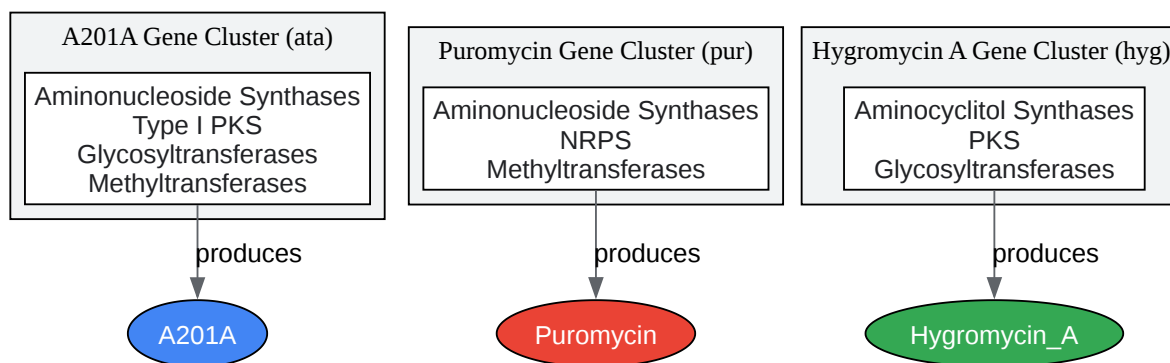 A201A Gene Cluster (ata)
Aminonucleoside Synthases
Type I PKS
Glycosyltransferases
Methyltransferases
produces
A201A
Puromycin Gene Cluster (pur)
Aminonucleoside Synthases
NRPS
Methyltransferases
produces
Puromycin
Hygromycin A Gene Cluster (hyg)
Aminocyclitol Synthases
PKS
Glycosyltransferases
produces
Hygromycin_A